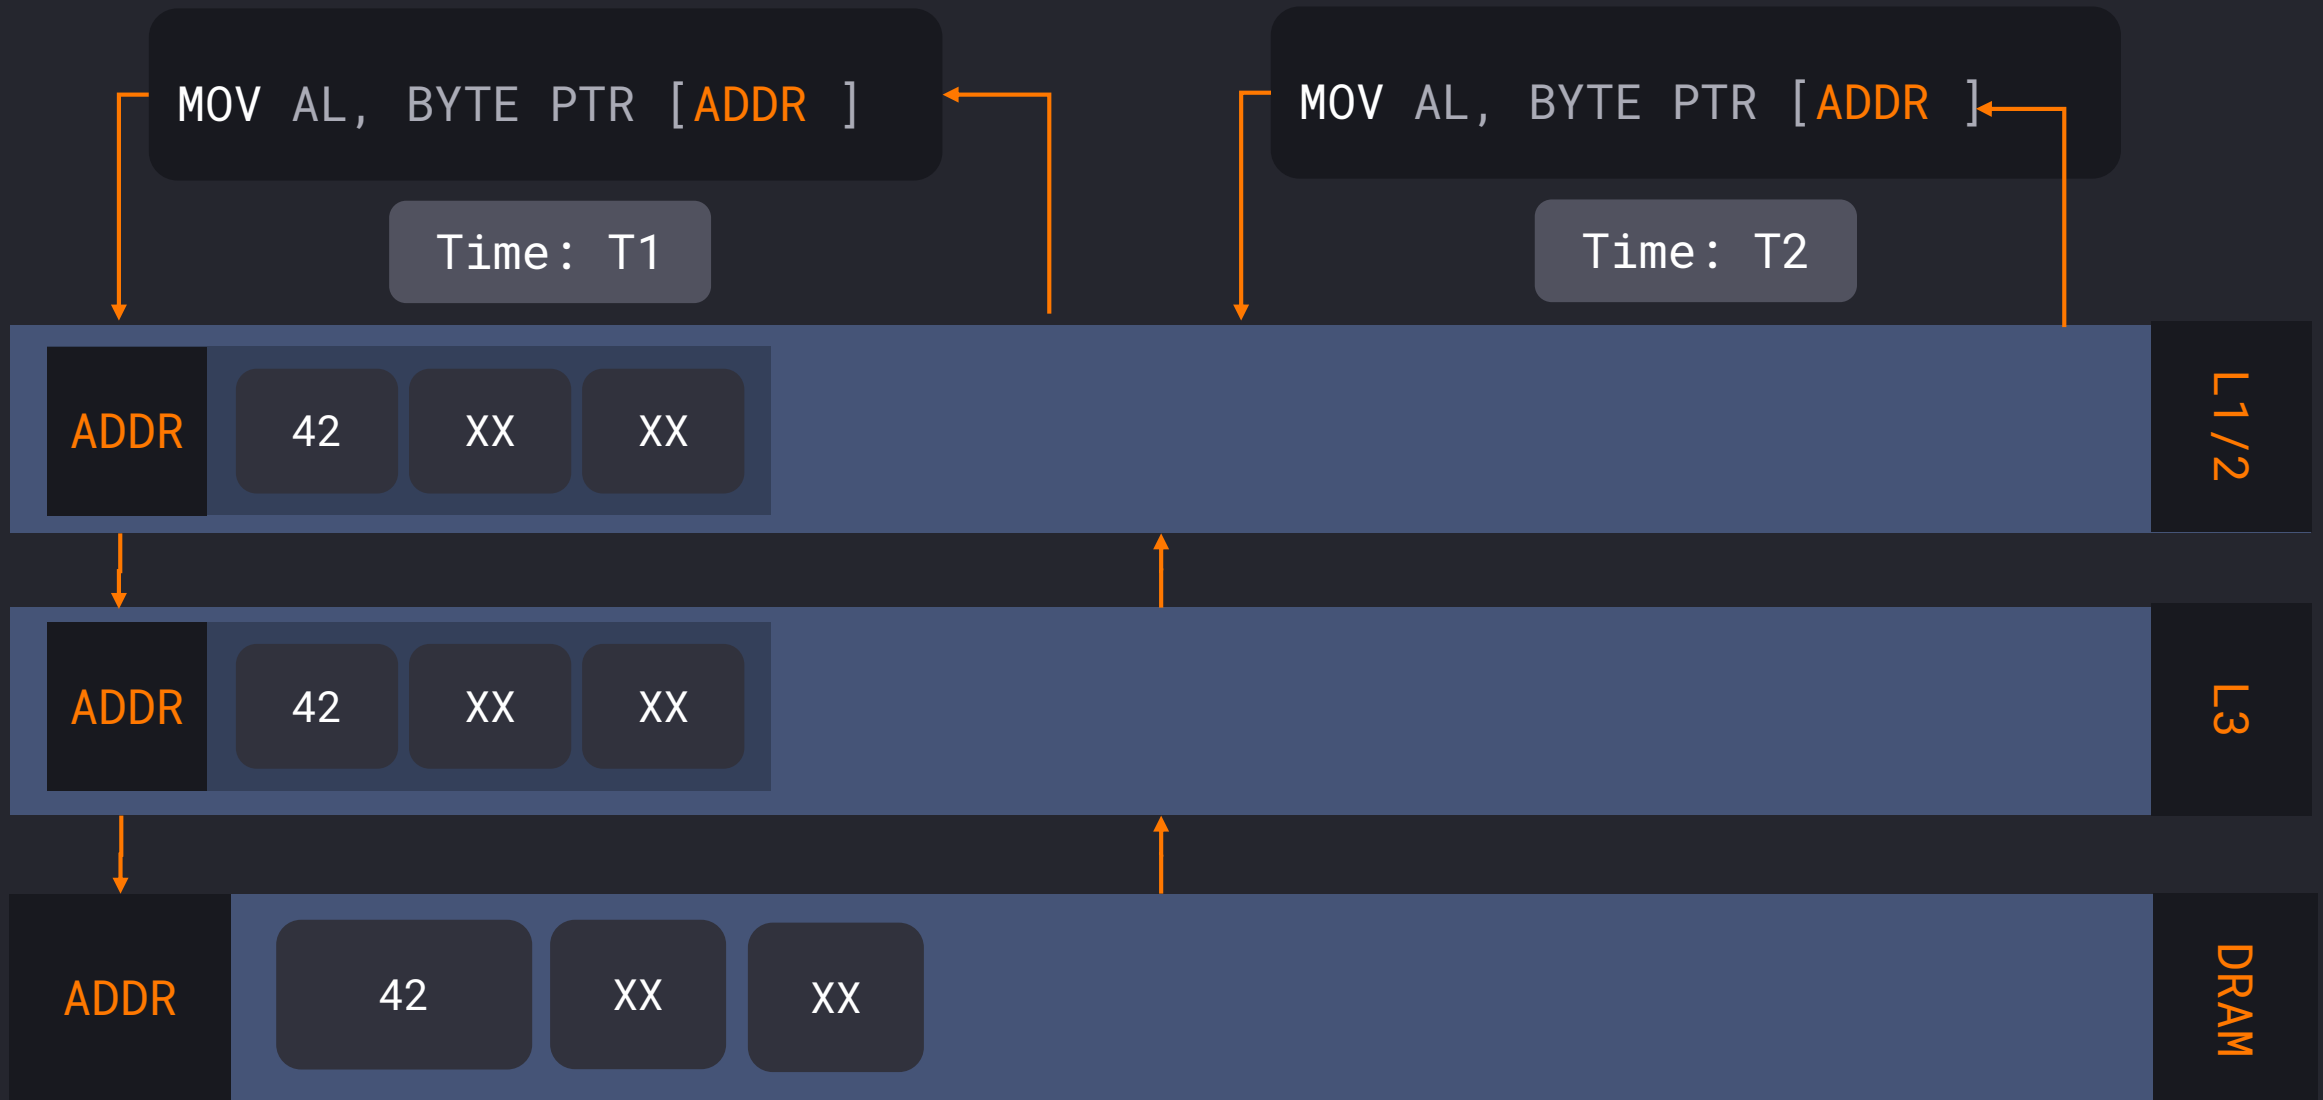 MOV AL, BYTE PTR [ADDR ]
MOV AL, BYTE PTR [ADDR ]
Time: T1
Time: T2
ADDR 42 XX XX
L1/2
ADDR 42 XX XX
L3
ADDR 42 XX XX
DRAM